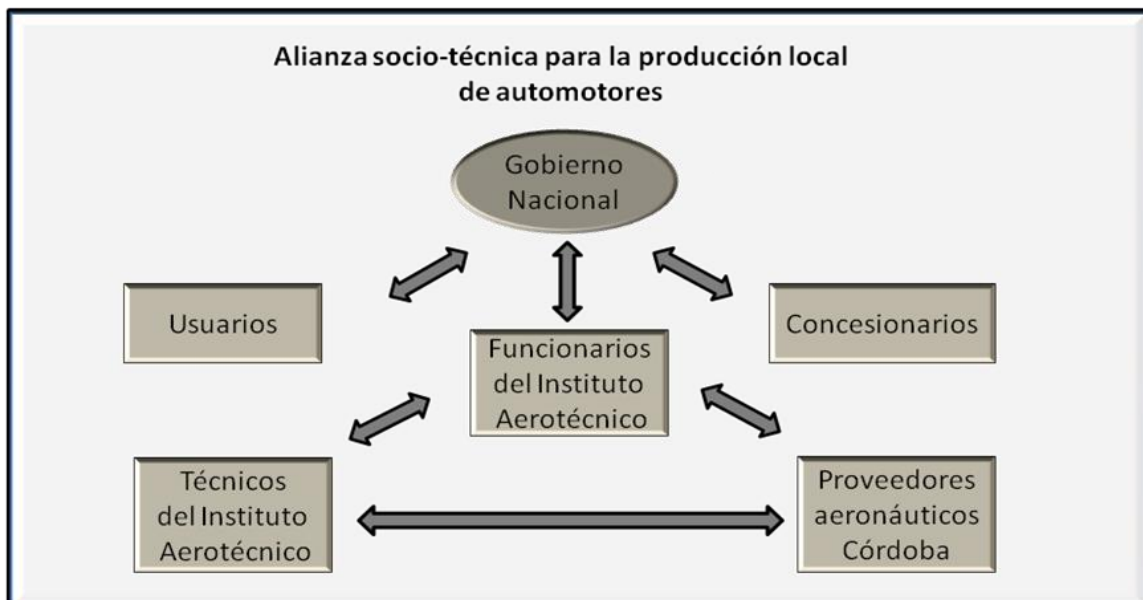 Alianza socio-técnica para la producción local
de automotores
Gobierno
Nacional
Usuarios
Concesionarios
Funcionarios
del Instituto
Aerotécnico
Técnicos
del Instituto
Aerotécnico
Proveedores
aeronáuticos
Córdoba